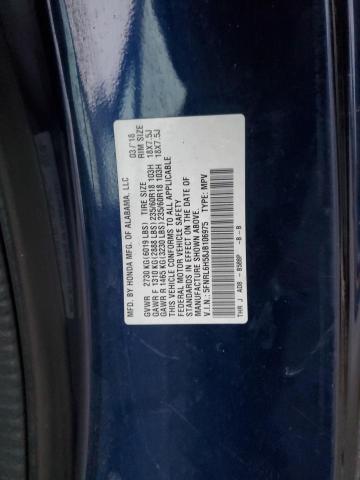 MFD. BY HONDA MFG. OF ALABAMA, LLC 03/18
TIRE SIZE RIM SIZE
GVWR 2730 KG(6019 LBS)
GAWR F 1310 KG(2888 LBS) 235/60R18 103H 18X7.5J
GAWR R 1465 KG(3230 LBS) 235/60R18 103H 18X7.5J
THIS VEHICLE CONFORMS TO ALL APPLICABLE
FEDERAL MOTOR VEHICLE SAFETY
STANDARDS IN EFFECT ON THE DATE OF
MANUFACTURE SHOWN ABOVE.
V.I.N.: 5FNRL6H58JB106975 TYPE: MPV
THR J ADB - B588P - B - B